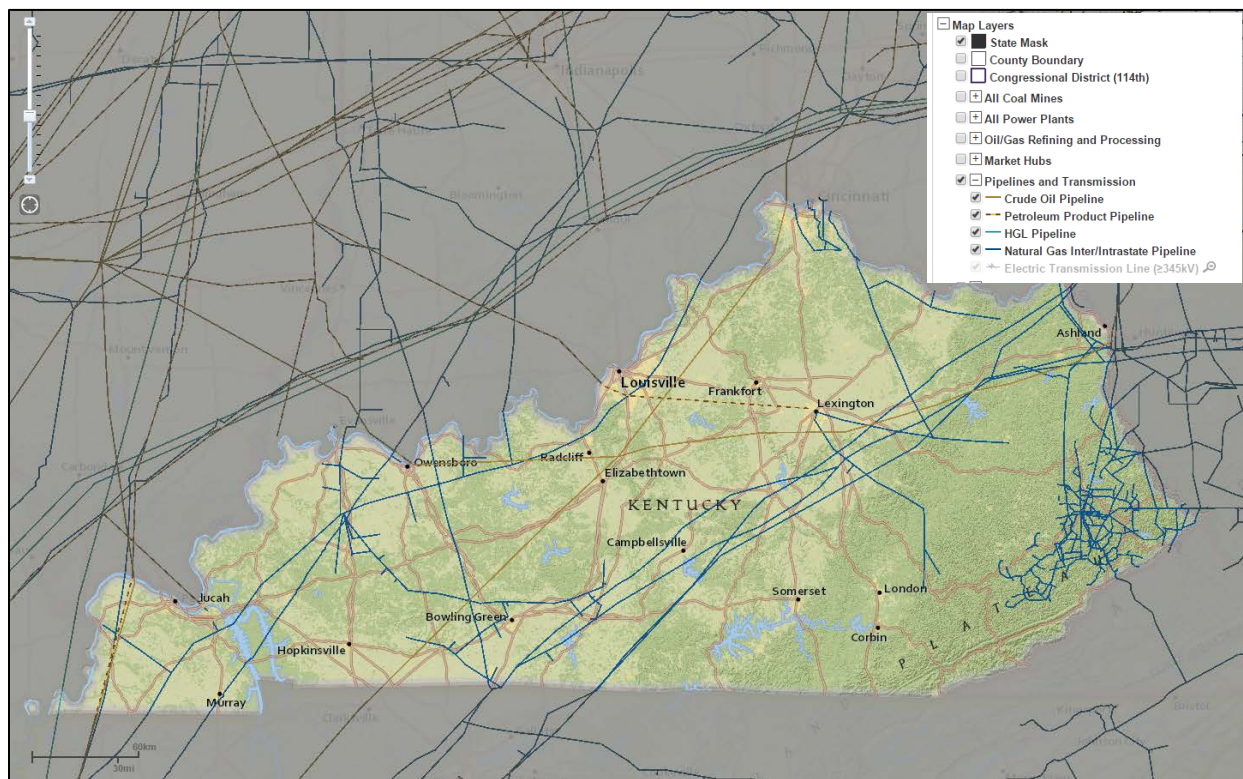 Map Layers
State Mask
County Boundary
Congressional District (114th)
All Coal Mines
All Power Plants
Oil/Gas Refining and Processing
Market Hubs
Pipelines and Transmission
Crude Oil Pipeline
Petroleum Product Pipeline
HGL Pipeline
Natural Gas Inter/Intrastate Pipeline
Electric Transmission Line (≥345kV)
Indianapolis
Bloomington
Cincinnati
Vincennes
Ashland
Louisville
Frankfort
Lexington
Owensboro
Radcliff
Elizabethtown
KENTUCKY
Campbellsville
Somerset
London
Corbin
Bowling Green
Hopkinsville
Murray
Clarksville
Bristol
PLATEAU
60km
30mi